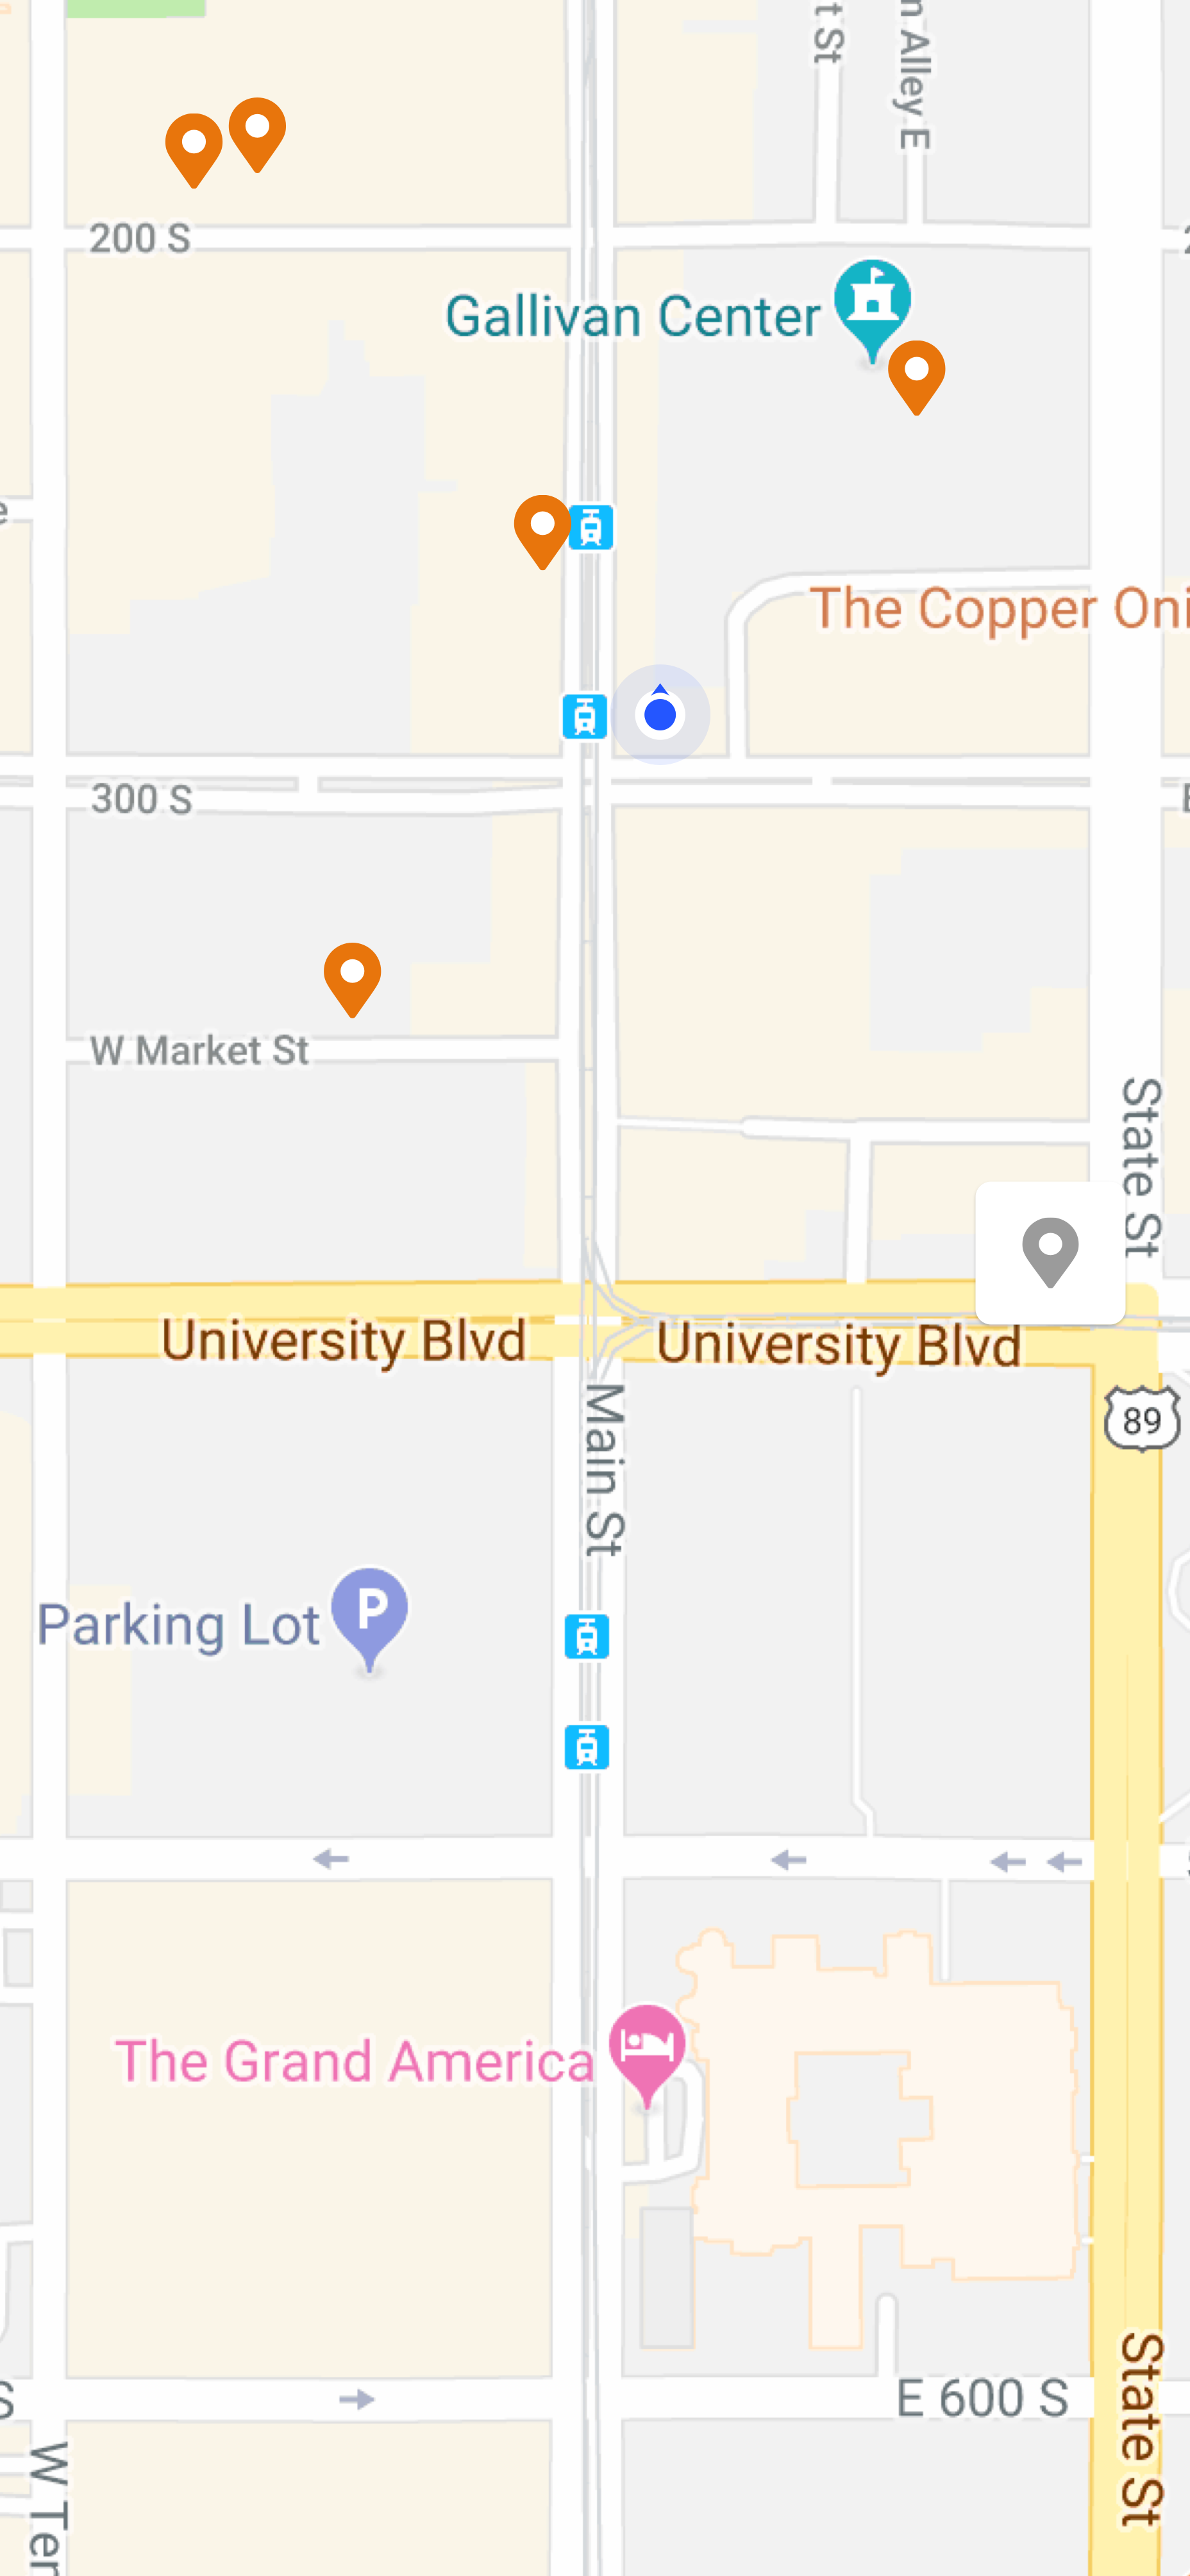 t St
n Alley E
200 S
Gallivan Center
The Copper Oni
300 S
W Market St
State St
University Blvd
University Blvd
89
Main St
P
Parking Lot
The Grand America
E 600 S
S
State St
W Ter